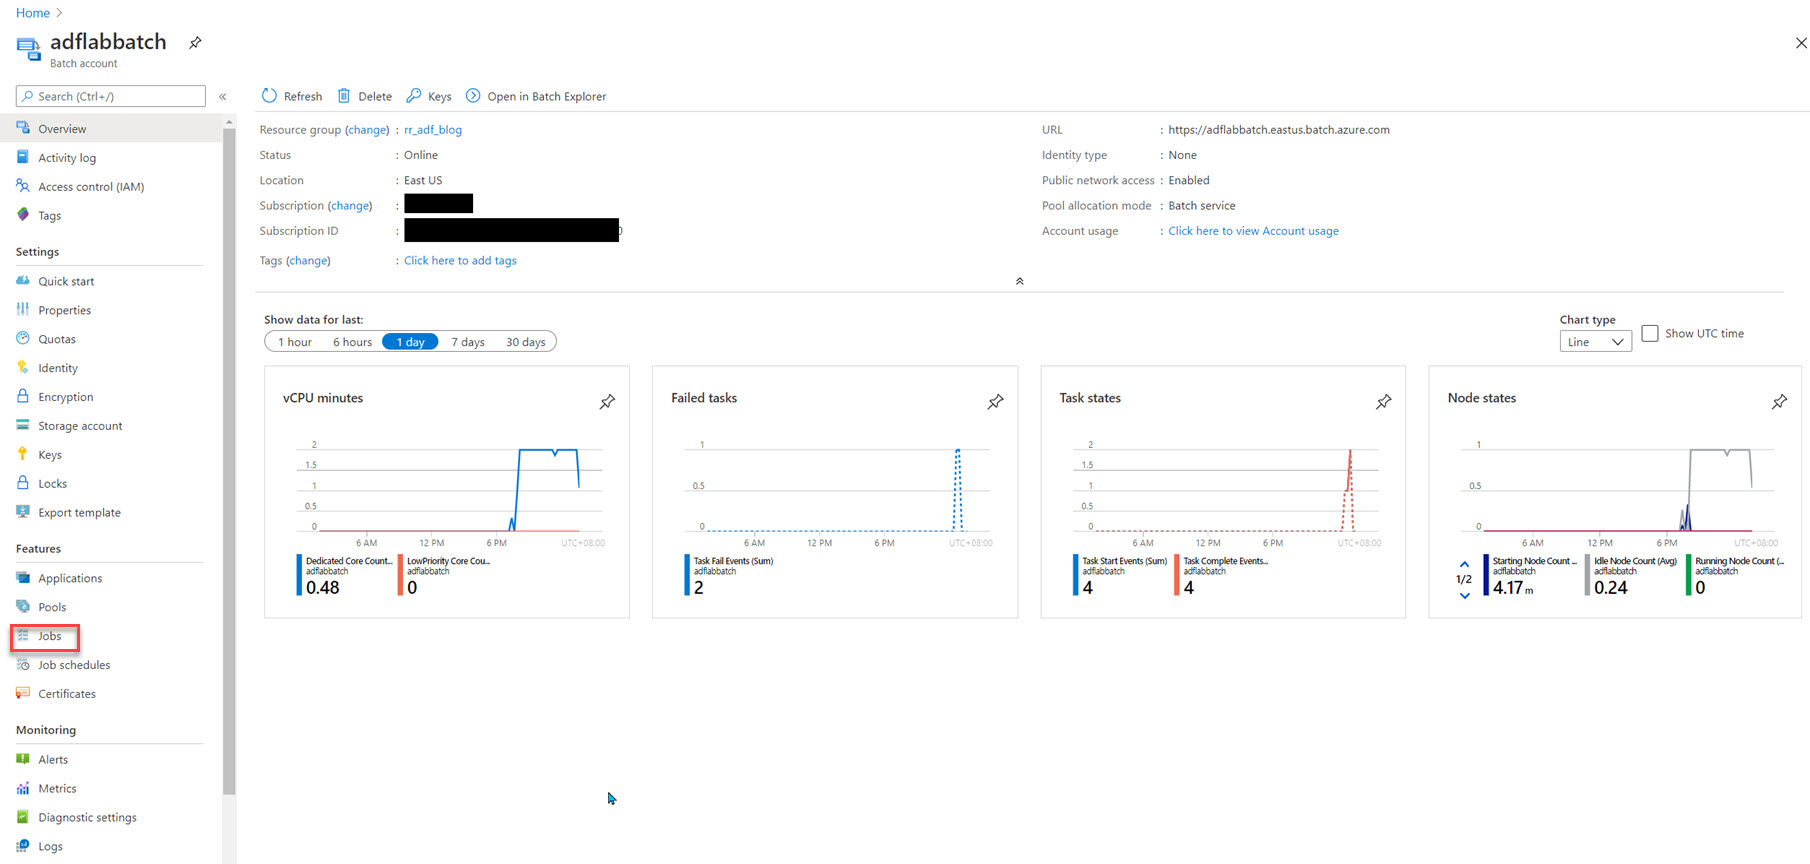 Home >
adflabbatch
Batch account
Search (Ctrl+/)
«
Overview
Activity log
Access control (IAM)
Tags
Settings
Quick start
Properties
Quotas
Identity
Encryption
Storage account
Keys
Locks
Export template
Features
Applications
Pools
Jobs
Job schedules
Certificates
Monitoring
Alerts
Metrics
Diagnostic settings
Logs
Refresh Delete Keys Open in Batch Explorer
Resource group (change) : rr_adf_blog
Status : Online
Location : East US
Subscription (change) :
Subscription ID :
Tags (change) : Click here to add tags
URL : https://adflabbatch.eastus.batch.azure.com
Identity type : None
Public network access : Enabled
Pool allocation mode : Batch service
Account usage : Click here to view Account usage
Show data for last:
1 hour 6 hours 1 day 7 days 30 days
Chart type
Line
Show UTC time
vCPU minutes
2
1.5
1
0.5
0
6 AM 12 PM 6 PM UTC+08:00
Dedicated Core Count... LowPriority Core Cou...
adflabbatch adflabbatch
0.48 0
Failed tasks
1
0.5
0
6 AM 12 PM 6 PM UTC+08:00
Task Fail Events (Sum)
adflabbatch
2
Task states
2
1.5
1
0.5
0
6 AM 12 PM 6 PM UTC+08:00
Task Start Events (Sum) Task Complete Events...
adflabbatch adflabbatch
4 4
Node states
1
0.5
0
6 AM 12 PM 6 PM UTC+08:00
1/2
Starting Node Count ... Idle Node Count (Avg) Running Node Count (...
adflabbatch adflabbatch adflabbatch
4.17 m 0.24 0